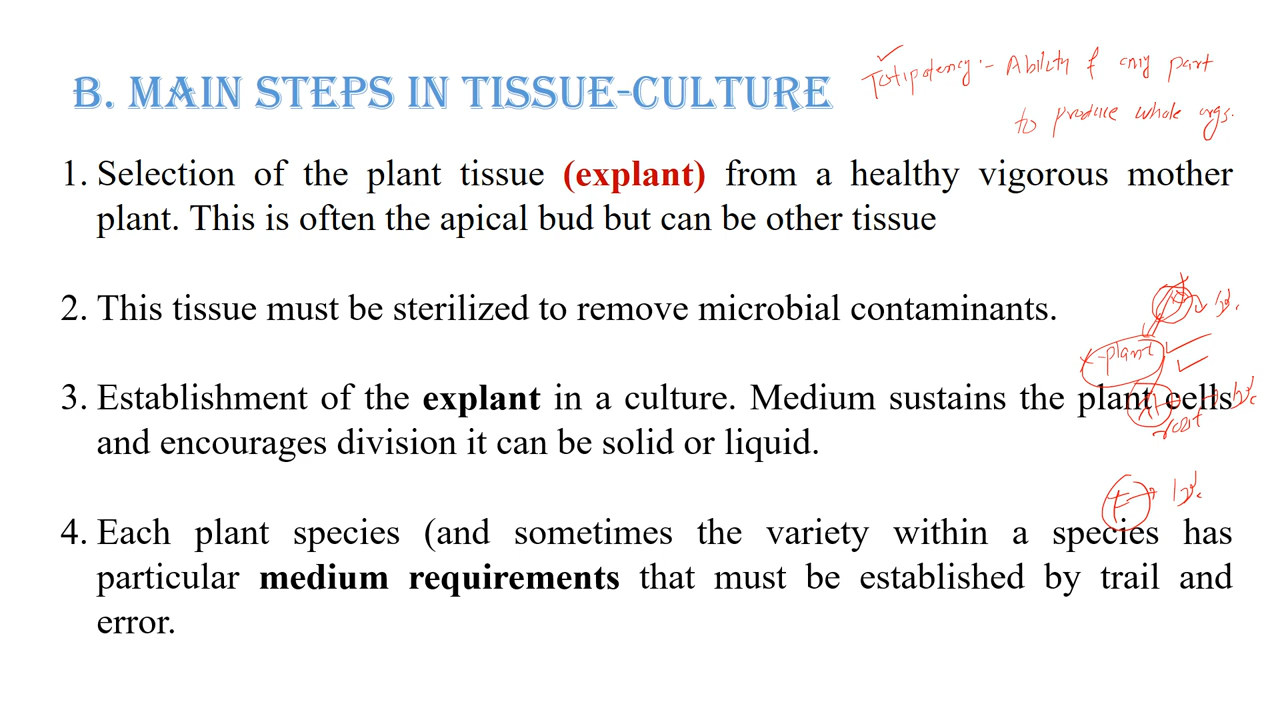 B. MAIN STEPS IN TISSUE-CULTURE
Totipotency :- Ability of any part
to produce whole orgs.
1. Selection of the plant tissue (explant) from a healthy vigorous mother
plant. This is often the apical bud but can be other tissue
2. This tissue must be sterilized to remove microbial contaminants.
x-plant
3. Establishment of the explant in a culture. Medium sustains the plant cells
root
and encourages division it can be solid or liquid.
4. Each plant species (and sometimes the variety within a species has
particular medium requirements that must be established by trail and
error.